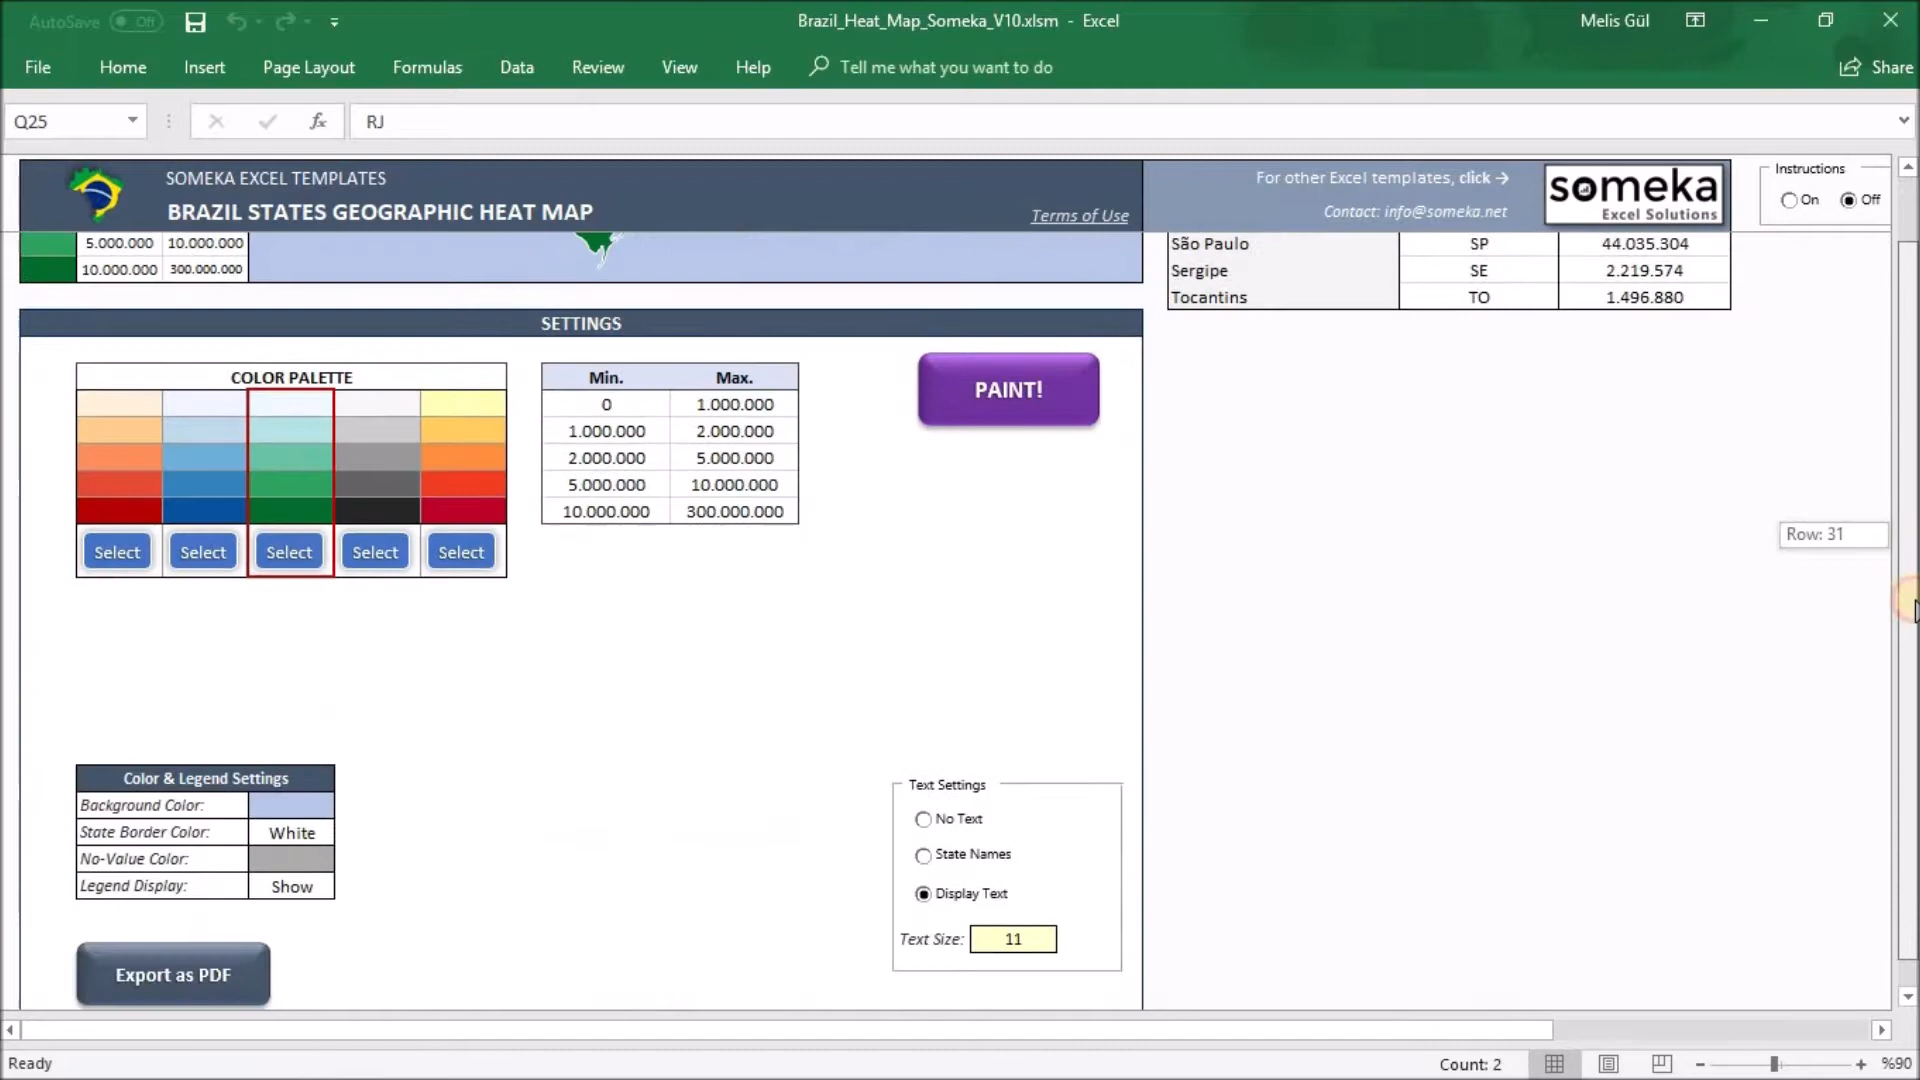 AutoSave Off
Brazil_Heat_Map_Someka_V10.xlsm - Excel
Melis Gül
File Home Insert Page Layout Formulas Data Review View Help Tell me what you want to do Share
Q25 fx RJ
SOMEKA EXCEL TEMPLATES
BRAZIL STATES GEOGRAPHIC HEAT MAP
Terms of Use
For other Excel templates, click →
Contact: info@someka.net
someka
Excel Solutions
Instructions
On Off
5.000.000 10.000.000
10.000.000 300.000.000
São Paulo SP 44.035.304
Sergipe SE 2.219.574
Tocantins TO 1.496.880
SETTINGS
COLOR PALETTE
Select Select Select Select Select
Min. Max.
0 1.000.000
1.000.000 2.000.000
2.000.000 5.000.000
5.000.000 10.000.000
10.000.000 300.000.000
PAINT!
Row: 31
Color & Legend Settings
Background Color:
State Border Color: White
No-Value Color:
Legend Display: Show
Text Settings
No Text
State Names
Display Text
Text Size: 11
Export as PDF
Ready
Count: 2
%90